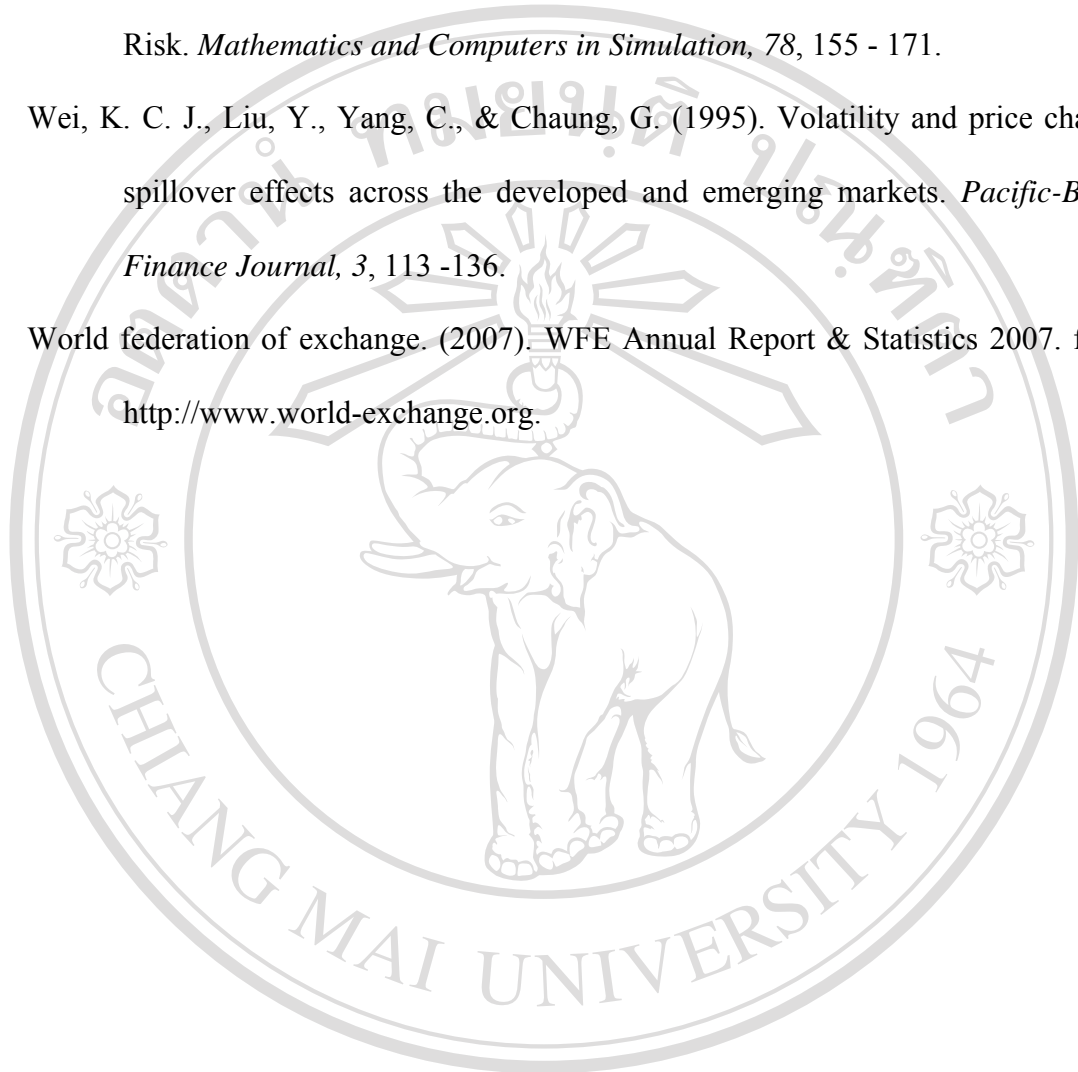 Risk. Mathematics and Computers in Simulation, 78, 155 - 171.
Wei, K. C. J., Liu, Y., Yang, C., & Chaung, G. (1995). Volatility and price cha
spillover effects across the developed and emerging markets. Pacific-B
Finance Journal, 3, 113 -136.
World federation of exchange. (2007). WFE Annual Report & Statistics 2007. f
http://www.world-exchange.org.
CHIANG MAI UNIVERSITY 1964